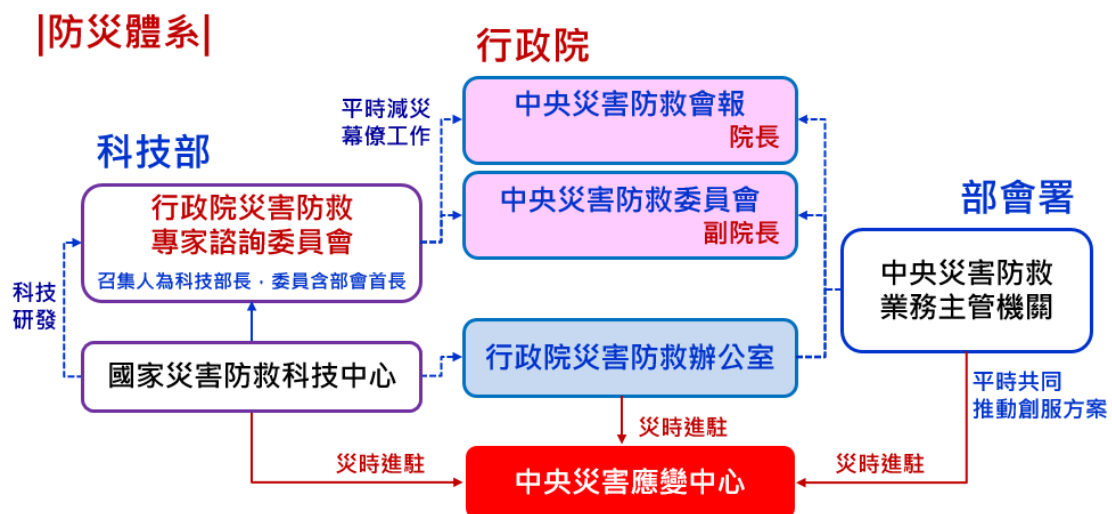 |防災體系|
行政院
中央災害防救會報
院長
平時減災
幕僚工作
科技部
行政院災害防救
專家諮詢委員會
召集人為科技部長，委員含部會首長
中央災害防救委員會
副院長
部會署
中央災害防救
業務主管機關
科技
研發
國家災害防救科技中心
行政院災害防救辦公室
平時共同
推動創服方案
災時進駐
災時進駐
災時進駐
中央災害應變中心